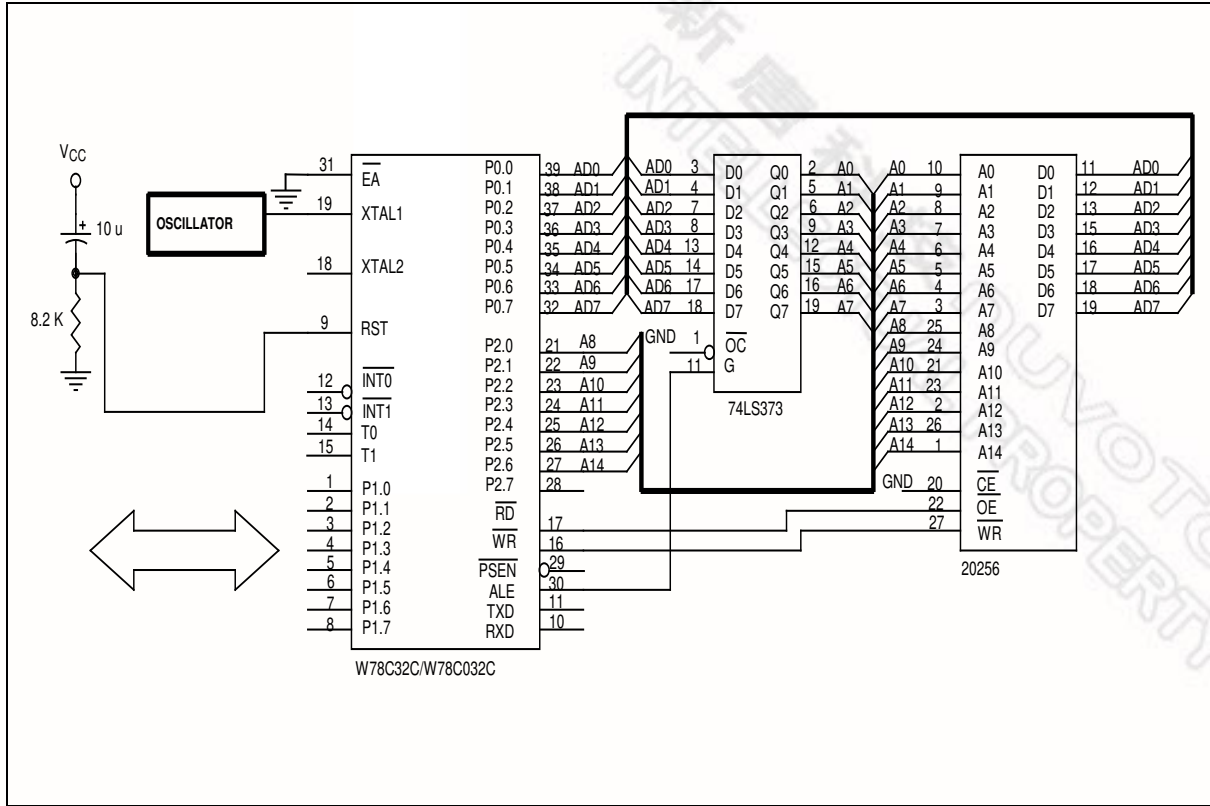 新唐科技 NUVOTON
INTELLECTUAL PROPERTY
VCC
+
10 u
8.2 K
OSCILLATOR
31 EA
19 XTAL1
18 XTAL2
9 RST
12 INT0
13 INT1
14 T0
15 T1
1 P1.0
2 P1.1
3 P1.2
4 P1.3
5 P1.4
6 P1.5
7 P1.6
8 P1.7
P0.0 39 AD0
P0.1 38 AD1
P0.2 37 AD2
P0.3 36 AD3
P0.4 35 AD4
P0.5 34 AD5
P0.6 33 AD6
P0.7 32 AD7
P2.0 21 A8
P2.1 22 A9
P2.2 23 A10
P2.3 24 A11
P2.4 25 A12
P2.5 26 A13
P2.6 27 A14
P2.7 28
RD 17
WR 16
PSEN 29
ALE 30
TXD 11
RXD 10
W78C32C/W78C032C
AD0 3 D0 Q0 2 A0
AD1 4 D1 Q1 5 A1
AD2 7 D2 Q2 6 A2
AD3 8 D3 Q3 9 A3
AD4 13 D4 Q4 12 A4
AD5 14 D5 Q5 15 A5
AD6 17 D6 Q6 16 A6
AD7 18 D7 Q7 19 A7
GND 1 OC
11 G
74LS373
A0 10 A0 D0 11 AD0
A1 9 A1 D1 12 AD1
A2 8 A2 D2 13 AD2
A3 7 A3 D3 15 AD3
A4 6 A4 D4 16 AD4
A5 5 A5 D5 17 AD5
A6 4 A6 D6 18 AD6
A7 3 A7 D7 19 AD7
A8 25 A8
A9 24 A9
A10 21 A10
A11 23 A11
A12 2 A12
A13 26 A13
A14 1 A14
GND 20 CE
22 OE
27 WR
20256